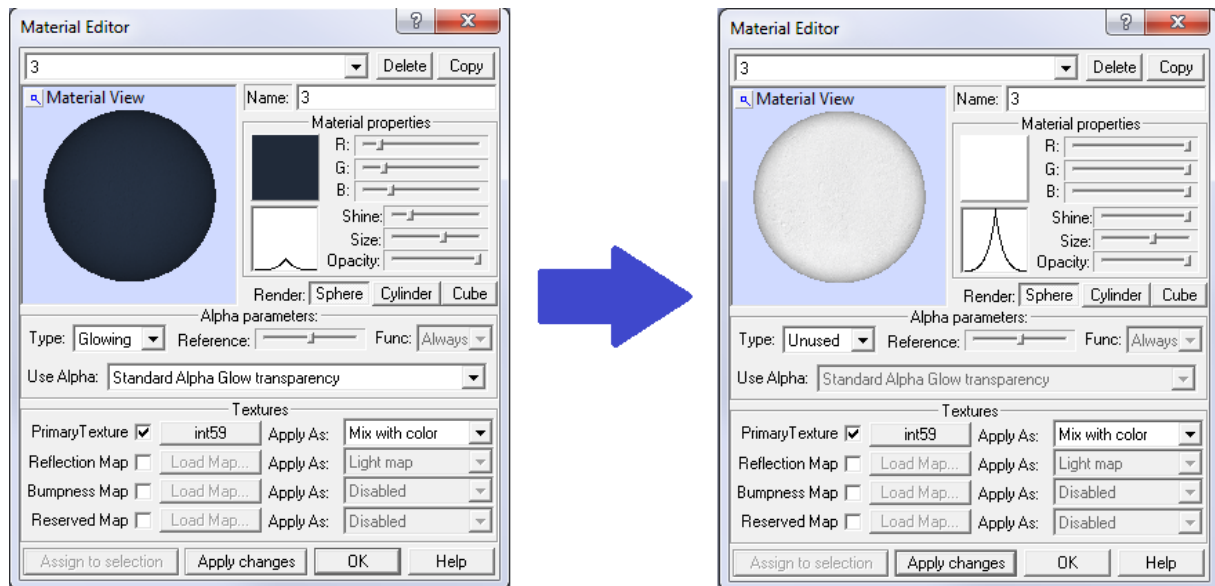 Material Editor
3 Delete Copy
Material View Name: 3
Material properties
R:
G:
B:
Shine:
Size:
Opacity:
Render: Sphere Cylinder Cube
Alpha parameters:
Type: Glowing Reference: Func: Always
Use Alpha: Standard Alpha Glow transparency
Textures
PrimaryTexture int59 Apply As: Mix with color
Reflection Map Load Map... Apply As: Light map
Bumpness Map Load Map... Apply As: Disabled
Reserved Map Load Map... Apply As: Disabled
Assign to selection Apply changes OK Help
Material Editor
3 Delete Copy
Material View Name: 3
Material properties
R:
G:
B:
Shine:
Size:
Opacity:
Render: Sphere Cylinder Cube
Alpha parameters:
Type: Unused Reference: Func: Always
Use Alpha: Standard Alpha Glow transparency
Textures
PrimaryTexture int59 Apply As: Mix with color
Reflection Map Load Map... Apply As: Light map
Bumpness Map Load Map... Apply As: Disabled
Reserved Map Load Map... Apply As: Disabled
Assign to selection Apply changes OK Help